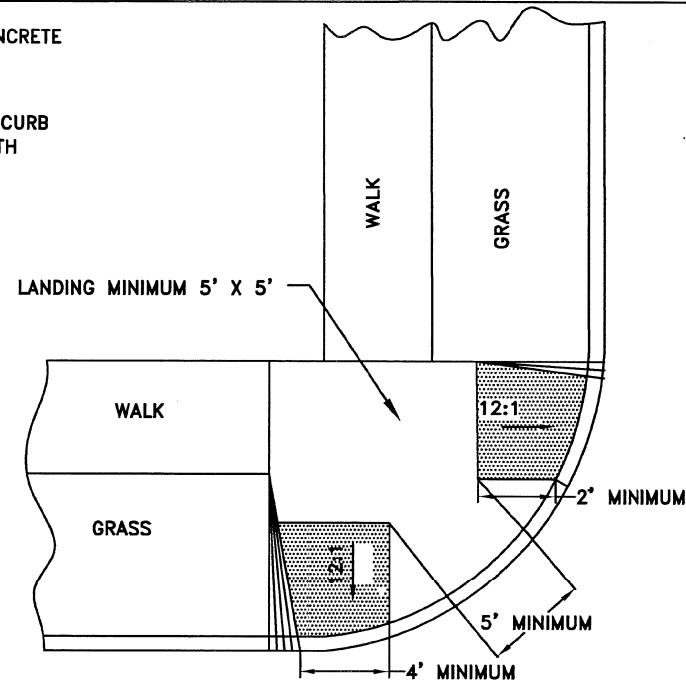 NCRETE
CURB
TH
WALK
GRASS
LANDING MINIMUM 5' X 5'
WALK
12:1
2' MINIMUM
GRASS
12:1
5' MINIMUM
4' MINIMUM